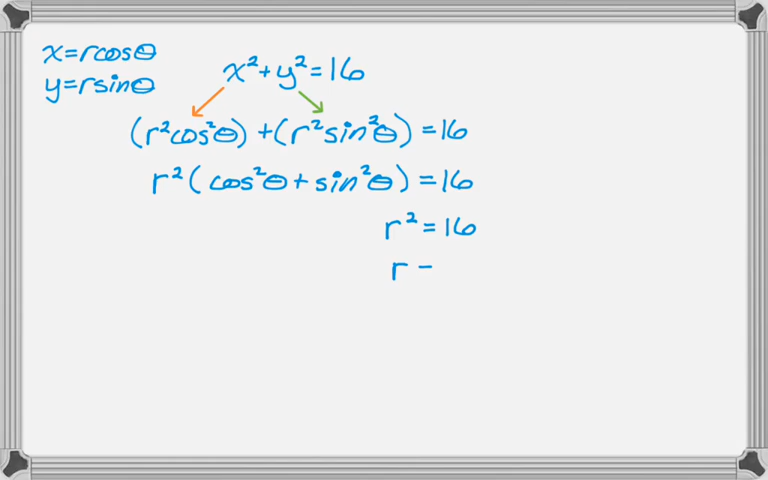 x=rcosθ
y=rsinθ
x²+y²=16
(r²cos²θ)+(r²sin²θ)=16
r²(cos²θ+sin²θ)=16
r²=16
r -